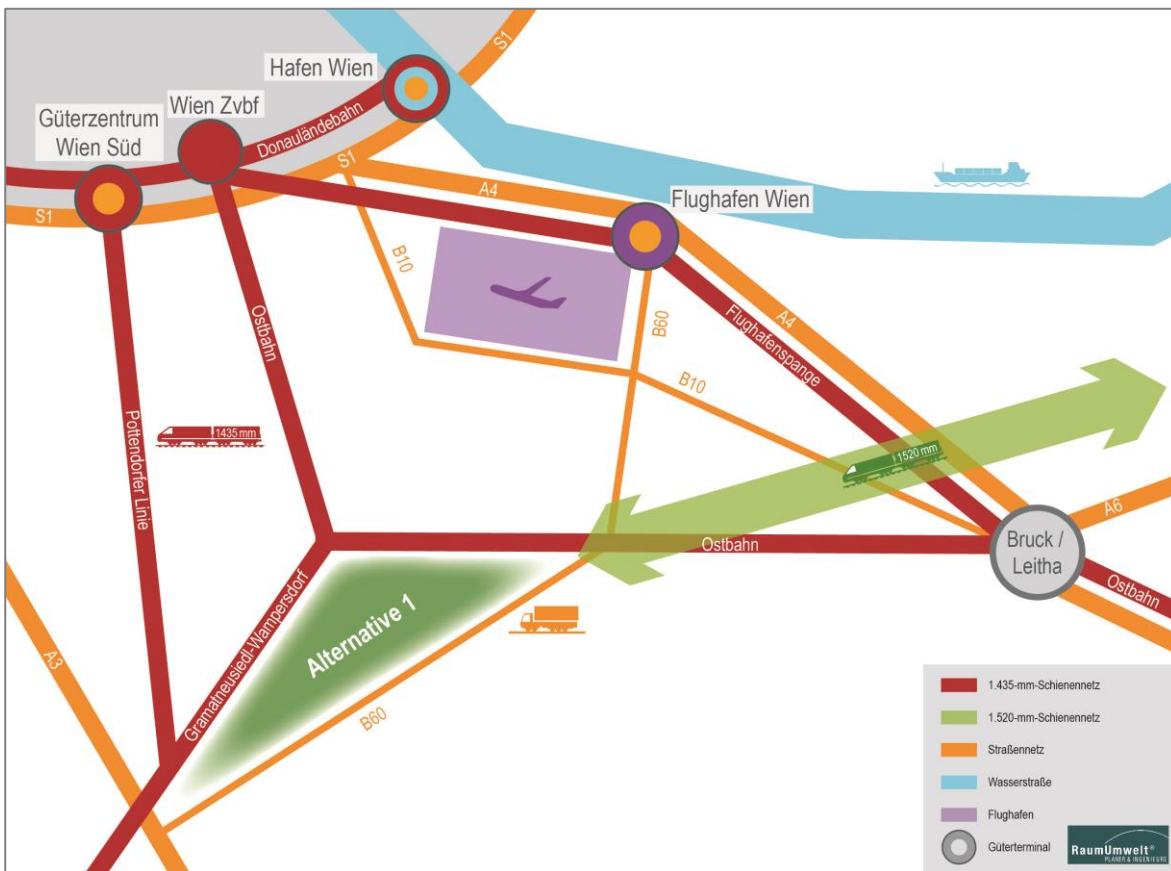 S1
Hafen Wien
Wien Zvbf
Güterzentrum
Wien Süd
Donauländebahn
S1
S1
A4
Flughafen Wien
B10
B60
A4
Flughafenspange
Ostbahn
B10
Pottendorfer Linie
1435 mm
1520 mm
A6
Ostbahn
Bruck /
Leitha
Ostbahn
Alternative 1
Gramatneusiedl-Wampersdorf
A3
B60
1.435-mm-Schienennetz
1.520-mm-Schienennetz
Straßennetz
Wasserstraße
Flughafen
Güterterminal
RaumUmwelt®
PLANER & INGENIEURE